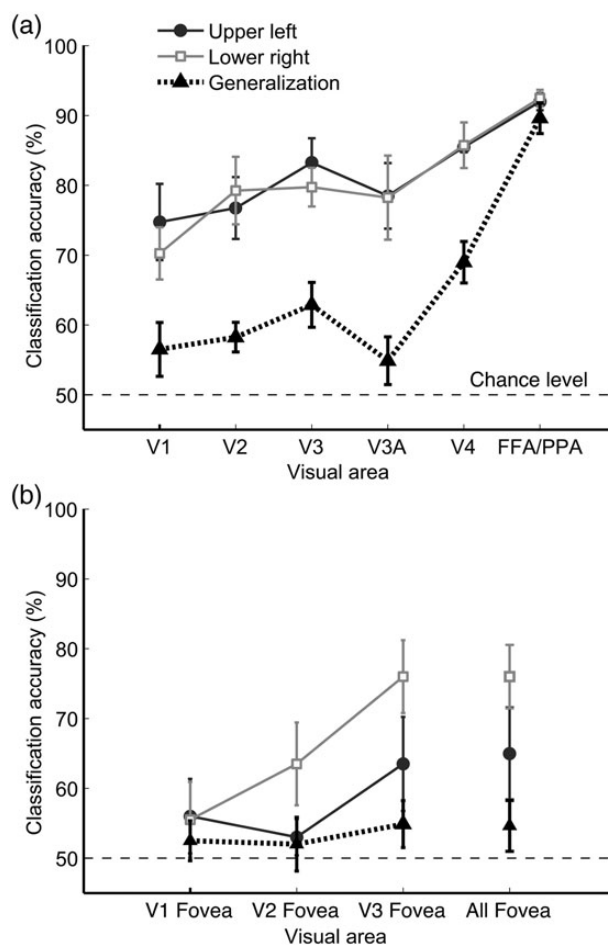 (a)
Upper left
Lower right
Generalization
Classification accuracy (%)
100
90
80
70
60
50
Chance level
V1 V2 V3 V3A V4 FFA/PPA
Visual area
(b)
Classification accuracy (%)
100
90
80
70
60
50
V1 Fovea V2 Fovea V3 Fovea All Fovea
Visual area